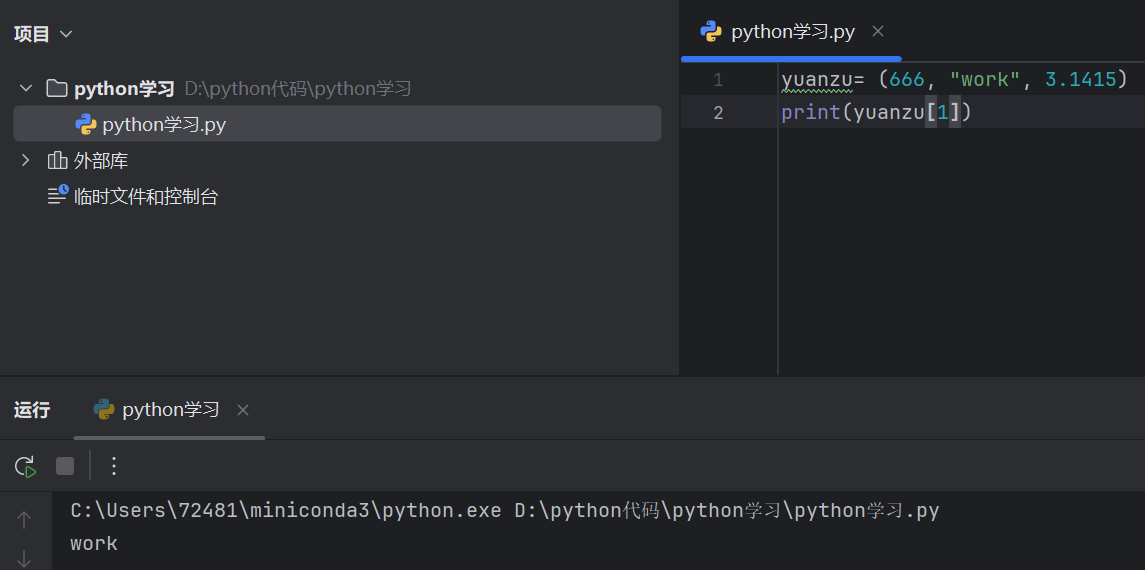 项目
python学习 D:\python代码\python学习
python学习.py
外部库
临时文件和控制台
python学习.py
1 yuanzu= (666, "work", 3.1415)
2 print(yuanzu[1])
运行 python学习
C:\Users\72481\miniconda3\python.exe D:\python代码\python学习\python学习.py
work